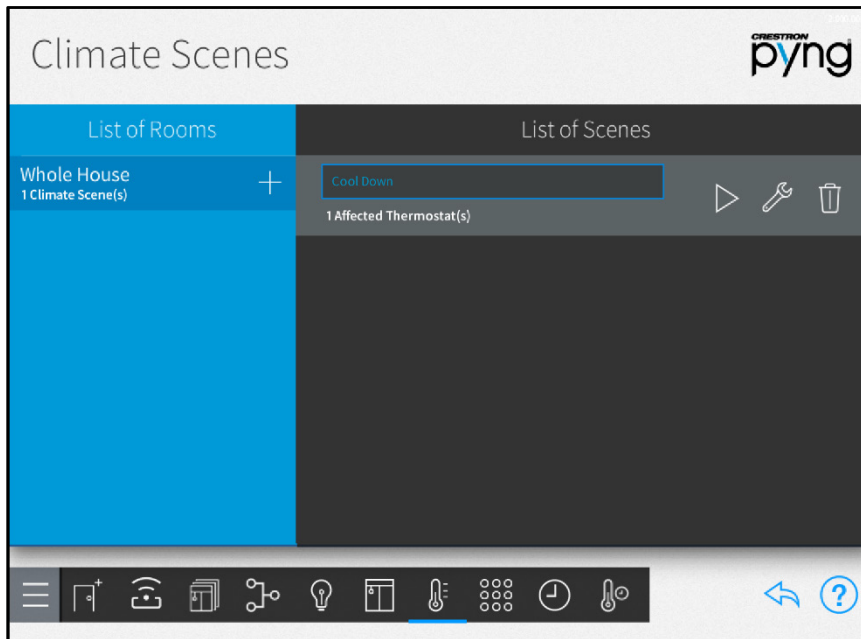 Climate Scenes
CRESTRON
pyng
List of Rooms
List of Scenes
Whole House
1 Climate Scene(s)
Cool Down
1 Affected Thermostat(s)
?